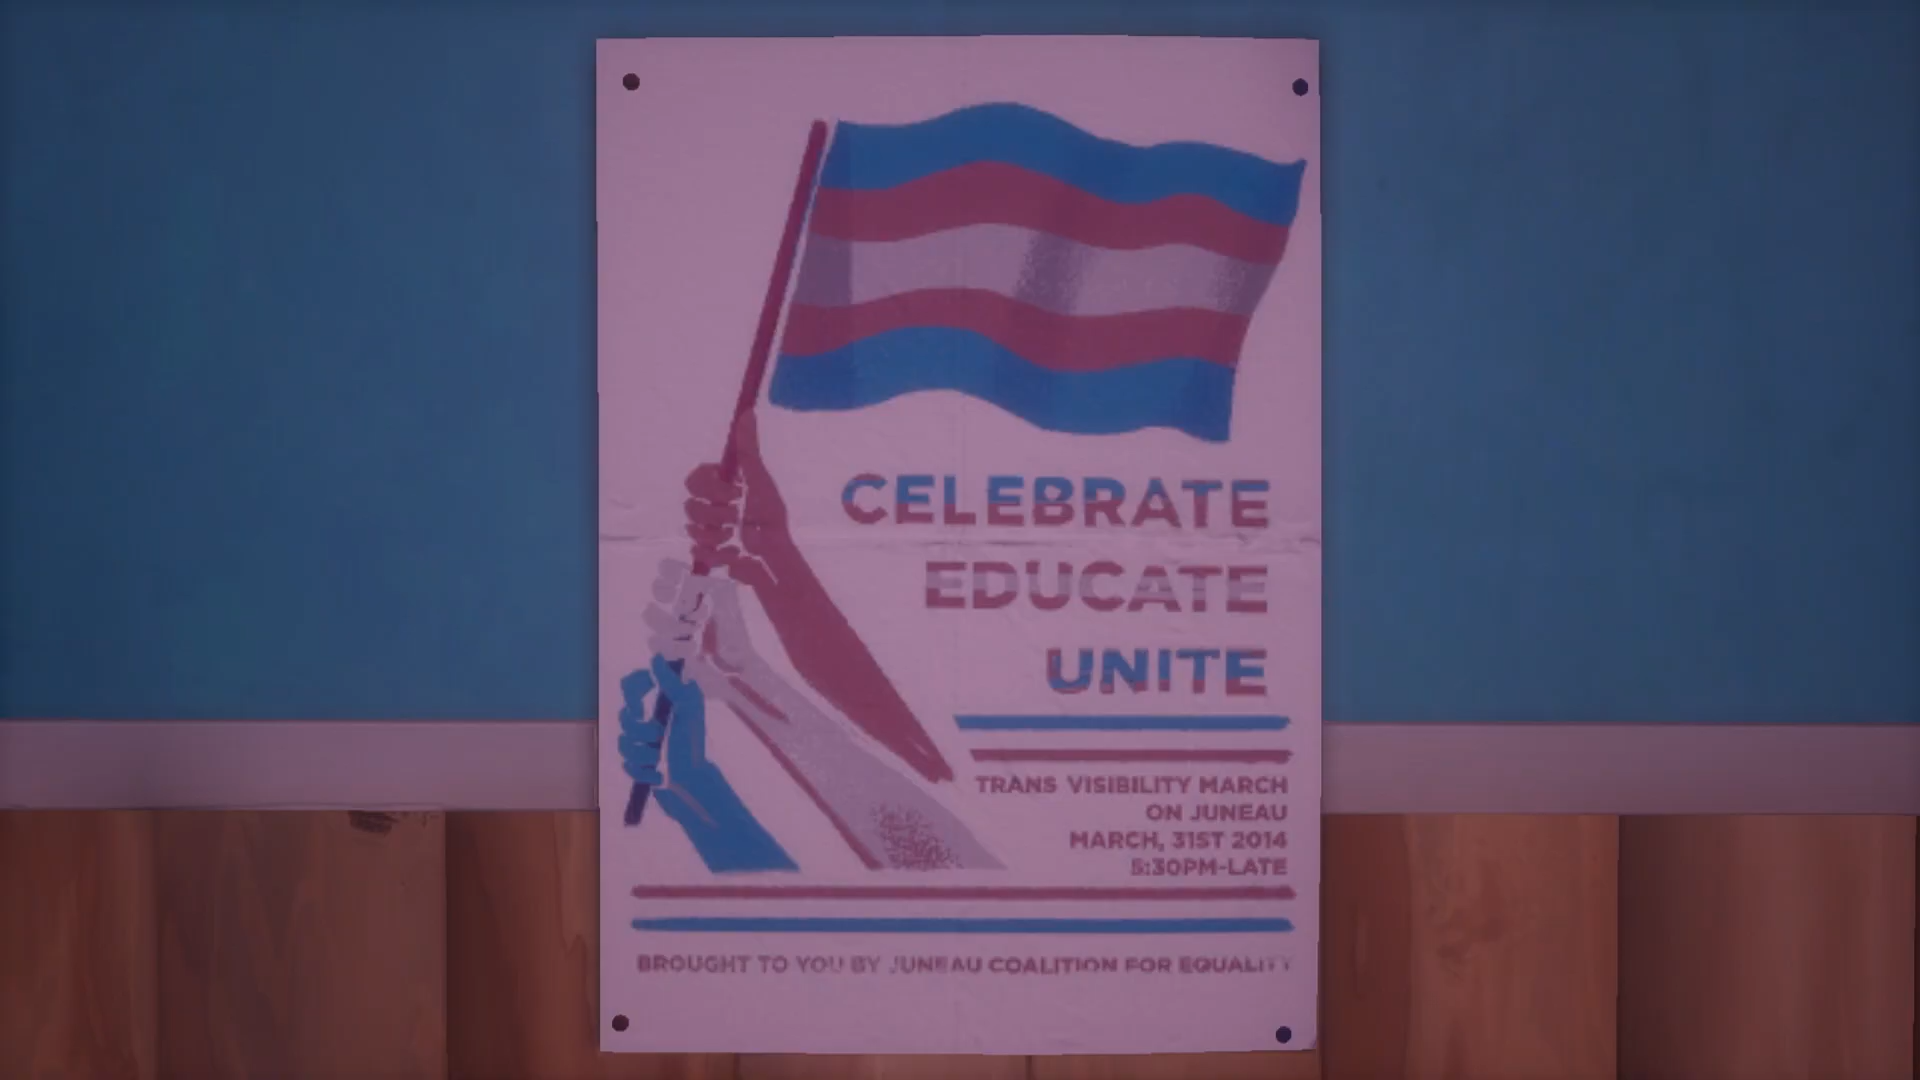 CELEBRATE
EDUCATE
UNITE
TRANS VISIBILITY MARCH
ON JUNEAU
MARCH, 31ST 2014
5:30PM-LATE
BROUGHT TO YOU BY JUNEAU COALITION FOR EQUALITY